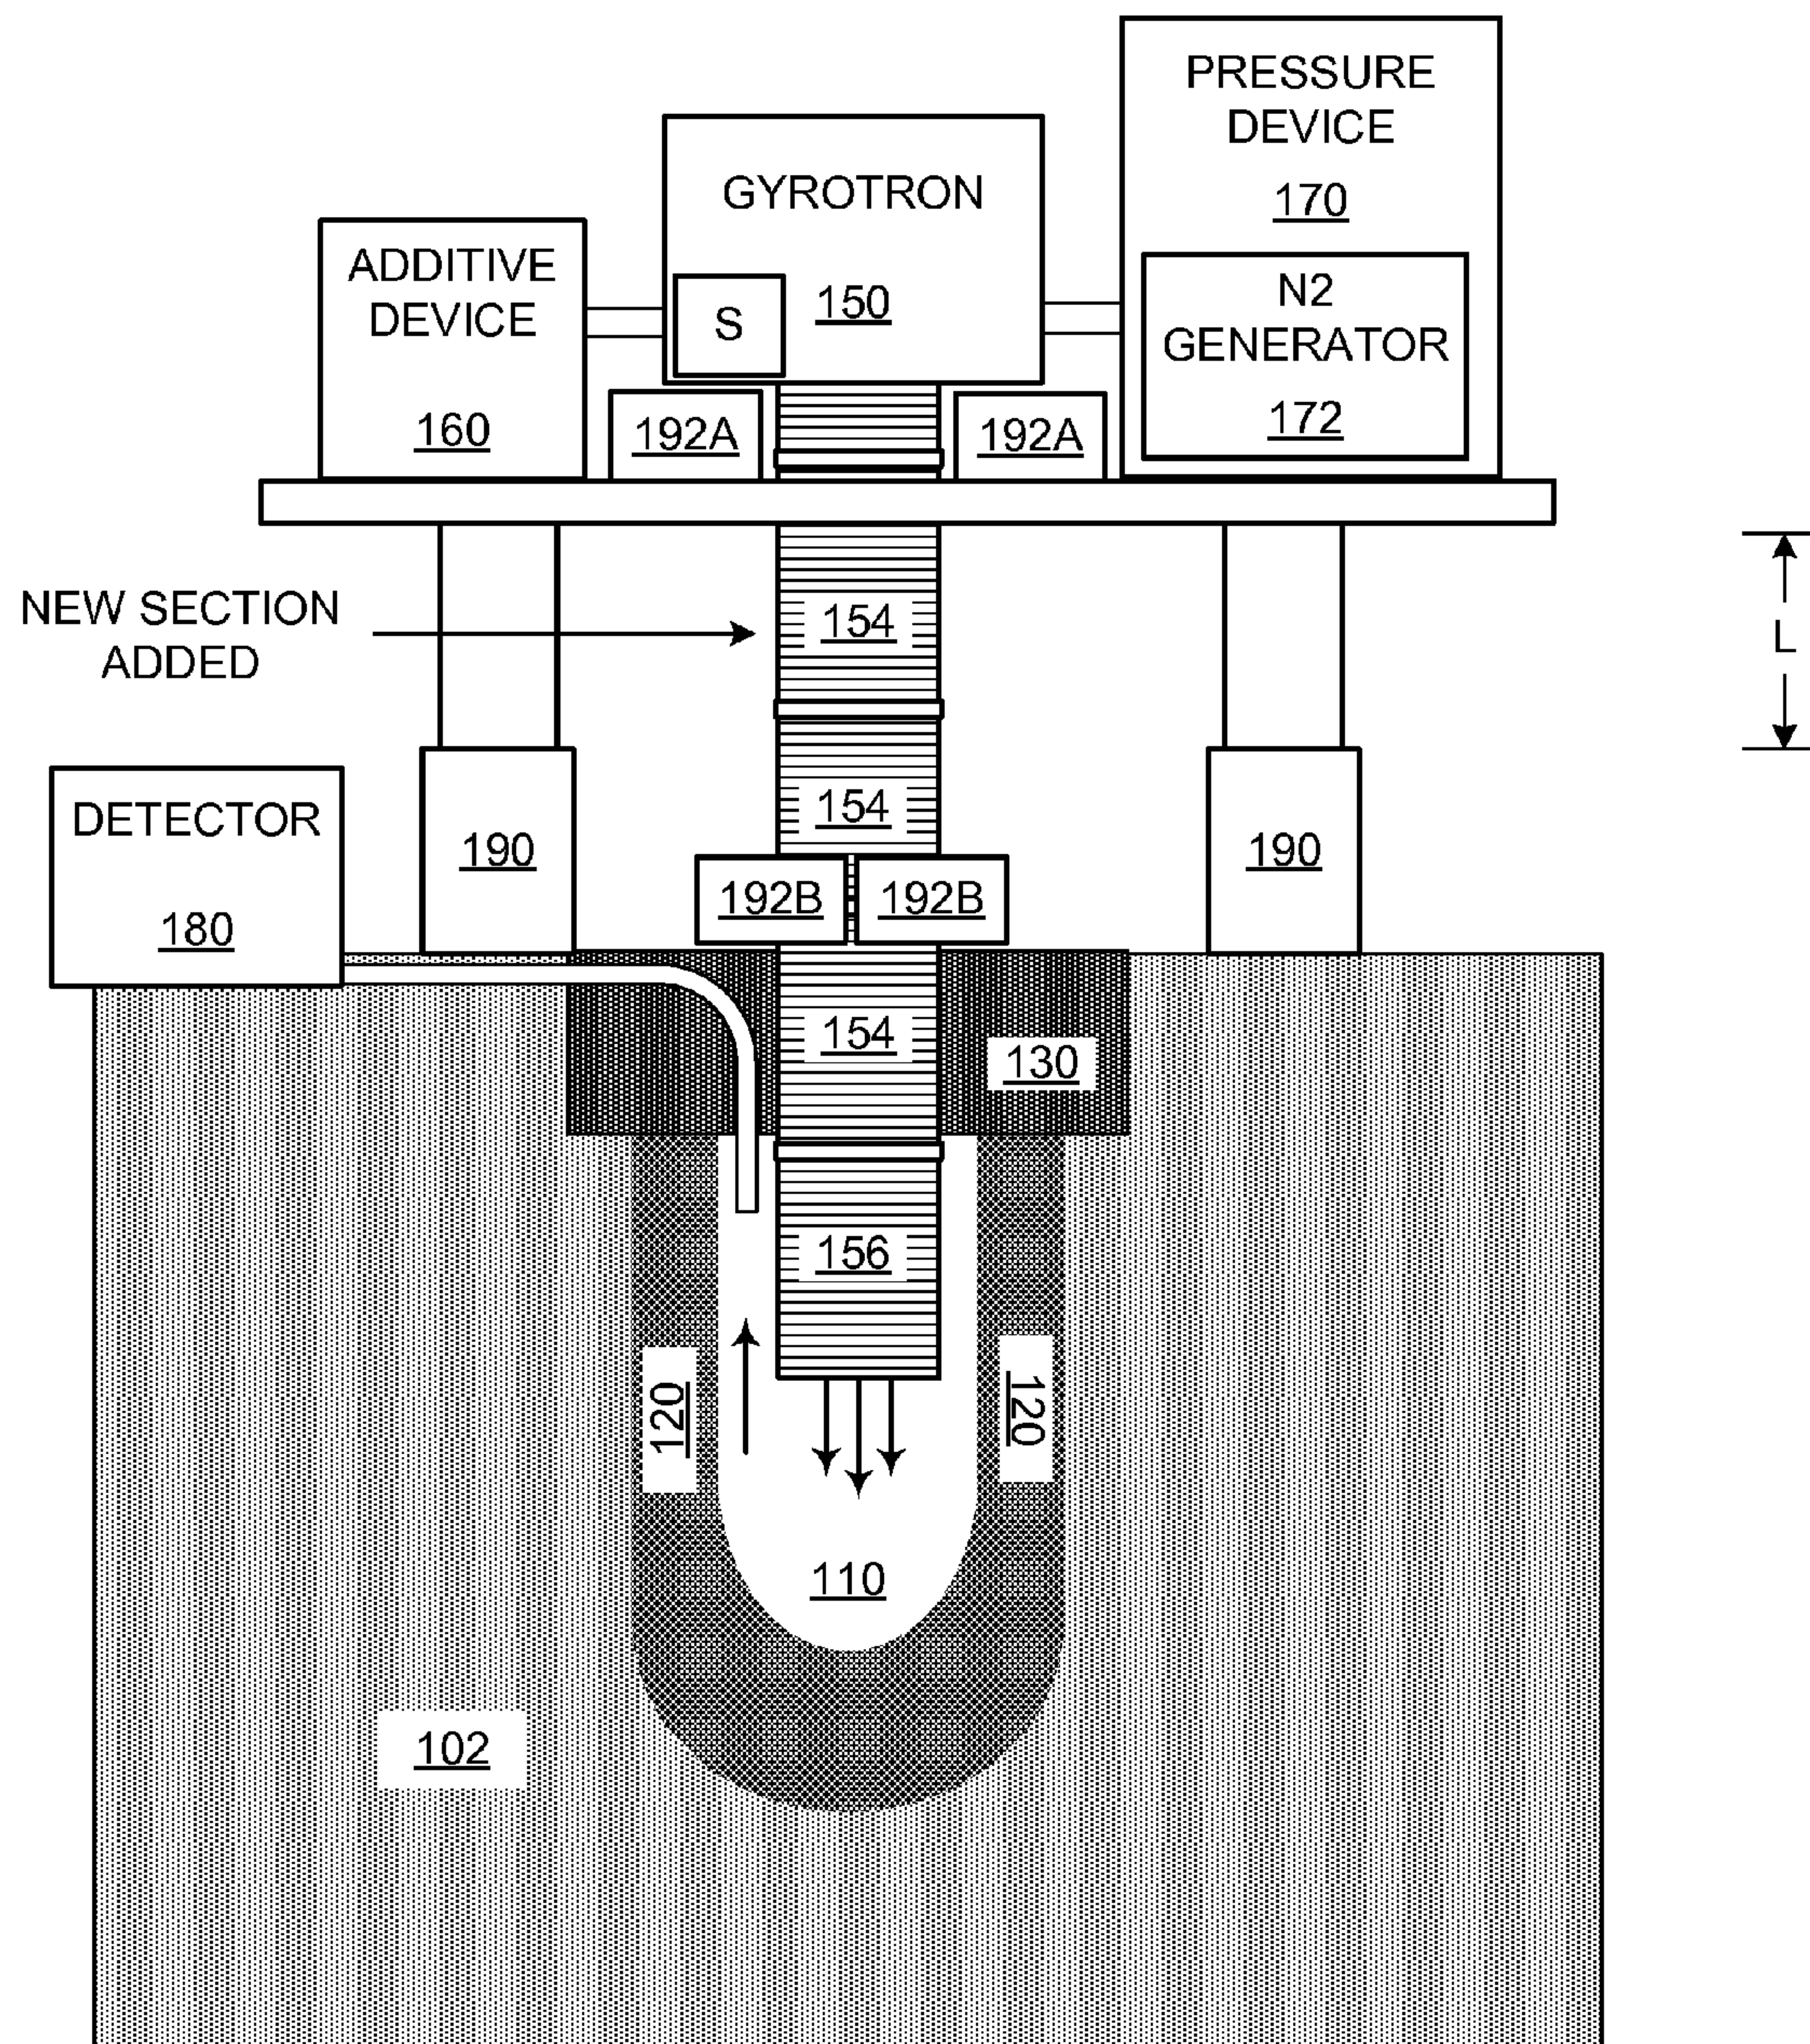 PRESSURE
DEVICE
170
GYROTRON
ADDITIVE
DEVICE
S
150
N2
GENERATOR
172
160
192A
192A
NEW SECTION
ADDED
154
L
DETECTOR
180
190
154
190
192B
192B
154
130
156
120
120
110
102